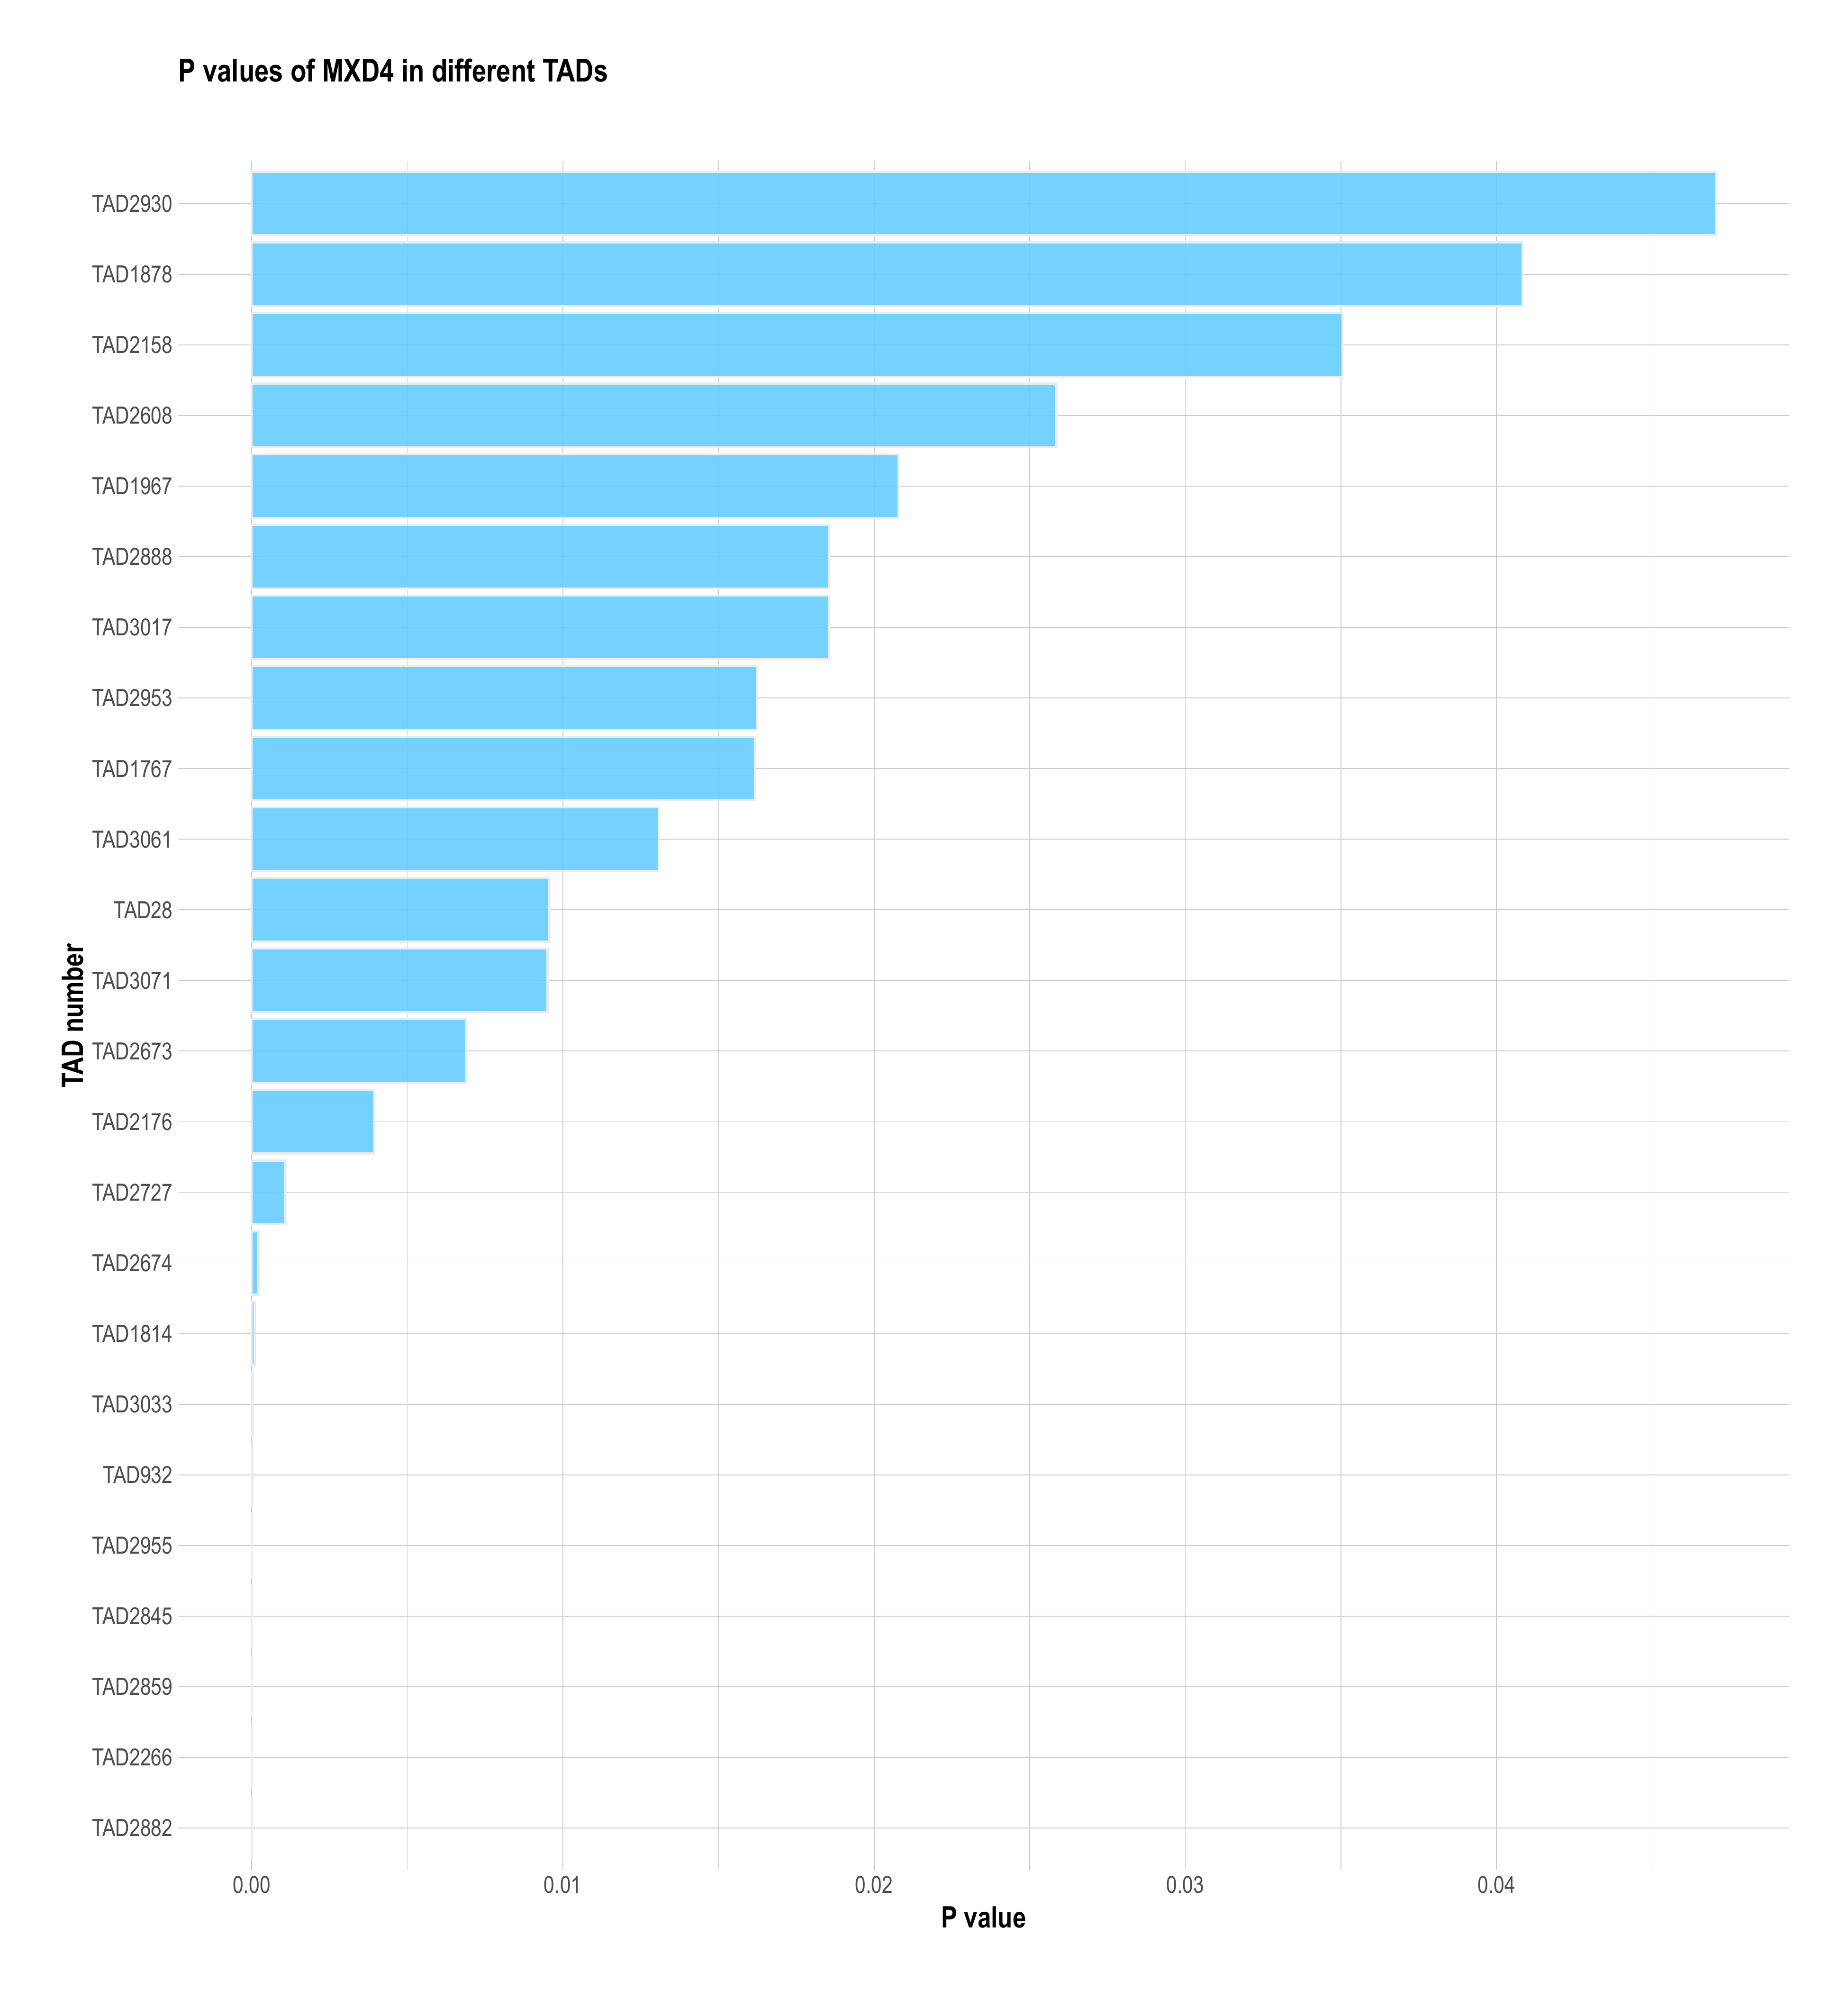 P values of MXD4 in different TADs
TAD2930
TAD1878
TAD2158
TAD2608
TAD1967
TAD2888
TAD3017
TAD2953
TAD1767
TAD3061
TAD28
TAD3071
TAD2673
TAD2176
TAD2727
TAD2674
TAD1814
TAD3033
TAD932
TAD2955
TAD2845
TAD2859
TAD2266
TAD2882
TAD number
0.00 0.01 0.02 0.03 0.04
P value